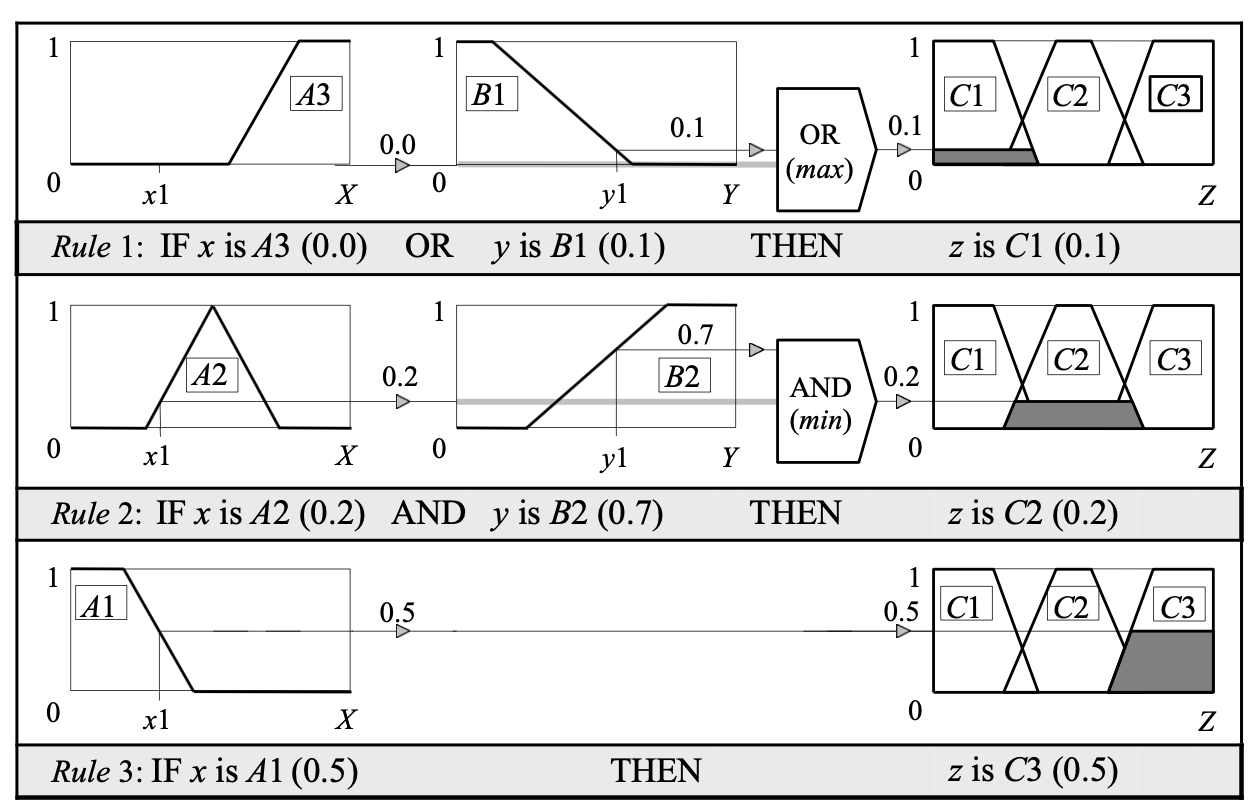 1 A3 1 B1 0.1 OR (max) 0.1 1 C1 C2 C3
0 x1 X 0.0 0 y1 Y 0 Z
Rule 1: IF x is A3 (0.0) OR y is B1 (0.1) THEN z is C1 (0.1)
1 A2 0.2 1 0.7 B2 AND (min) 0.2 1 C1 C2 C3
0 x1 X 0 y1 Y 0 Z
Rule 2: IF x is A2 (0.2) AND y is B2 (0.7) THEN z is C2 (0.2)
1 A1 0.5 0.5 1 C1 C2 C3
0 x1 X 0 Z
Rule 3: IF x is A1 (0.5) THEN z is C3 (0.5)